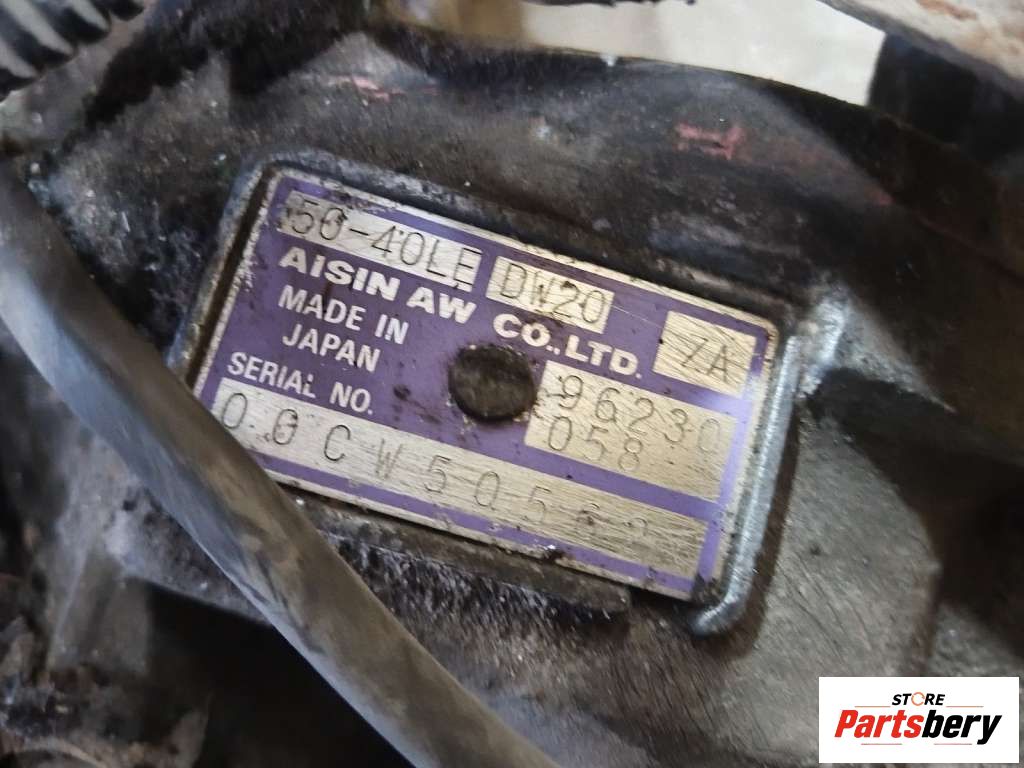 50-40LE DW20
AISIN AW CO.,LTD.
MADE IN
JAPAN
ZA
SERIAL NO.
96230
058
STORE
Partsbery